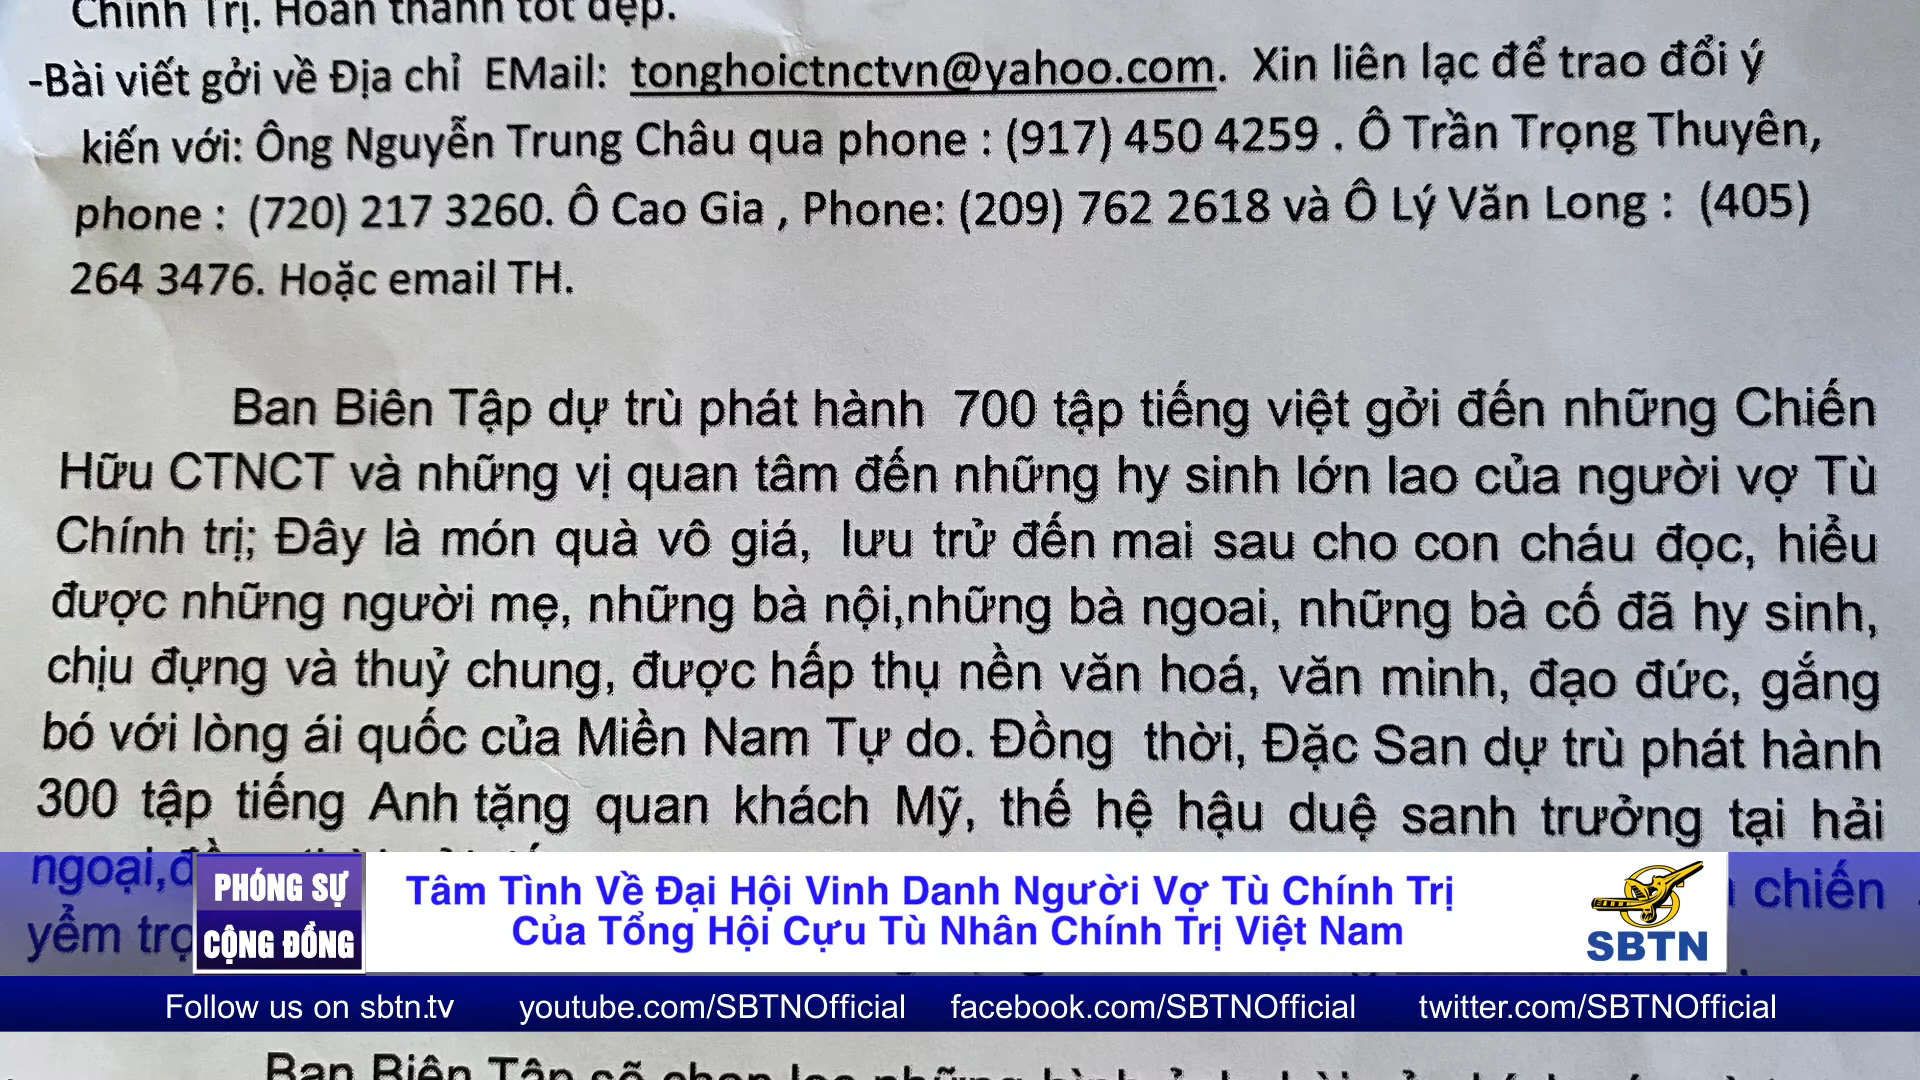 Chính Trị. Hoàn thành tốt đẹp.
-Bài viết gởi về Địa chỉ EMail: tonghoictnctvn@yahoo.com. Xin liên lạc để trao đổi ý
kiến với: Ông Nguyễn Trung Châu qua phone : (917) 450 4259 . Ô Trần Trọng Thuyên,
phone : (720) 217 3260. Ô Cao Gia , Phone: (209) 762 2618 và Ô Lý Văn Long : (405)
264 3476. Hoặc email TH.
Ban Biên Tập dự trù phát hành 700 tập tiếng việt gởi đến những Chiến
Hữu CTNCT và những vị quan tâm đến những hy sinh lớn lao của người vợ Tù
Chính trị; Đây là món quà vô giá, lưu trử đến mai sau cho con cháu đọc, hiểu
được những người mẹ, những bà nội,những bà ngoai, những bà cố đã hy sinh,
chịu đựng và thuỷ chung, được hấp thụ nền văn hoá, văn minh, đạo đức, gắng
bó với lòng ái quốc của Miền Nam Tự do. Đồng thời, Đặc San dự trù phát hành
300 tập tiếng Anh tặng quan khách Mỹ, thế hệ hậu duệ sanh trưởng tại hải
ngoại, chiến
yểm
PHÓNG SỰ
CỘNG ĐỒNG
Tâm Tình Về Đại Hội Vinh Danh Người Vợ Tù Chính Trị
Của Tổng Hội Cựu Tù Nhân Chính Trị Việt Nam
SBTN
Follow us on sbtn.tv youtube.com/SBTNOfficial facebook.com/SBTNOfficial twitter.com/SBTNOfficial
Ban Biên Tập sẽ chọn lọc những hình